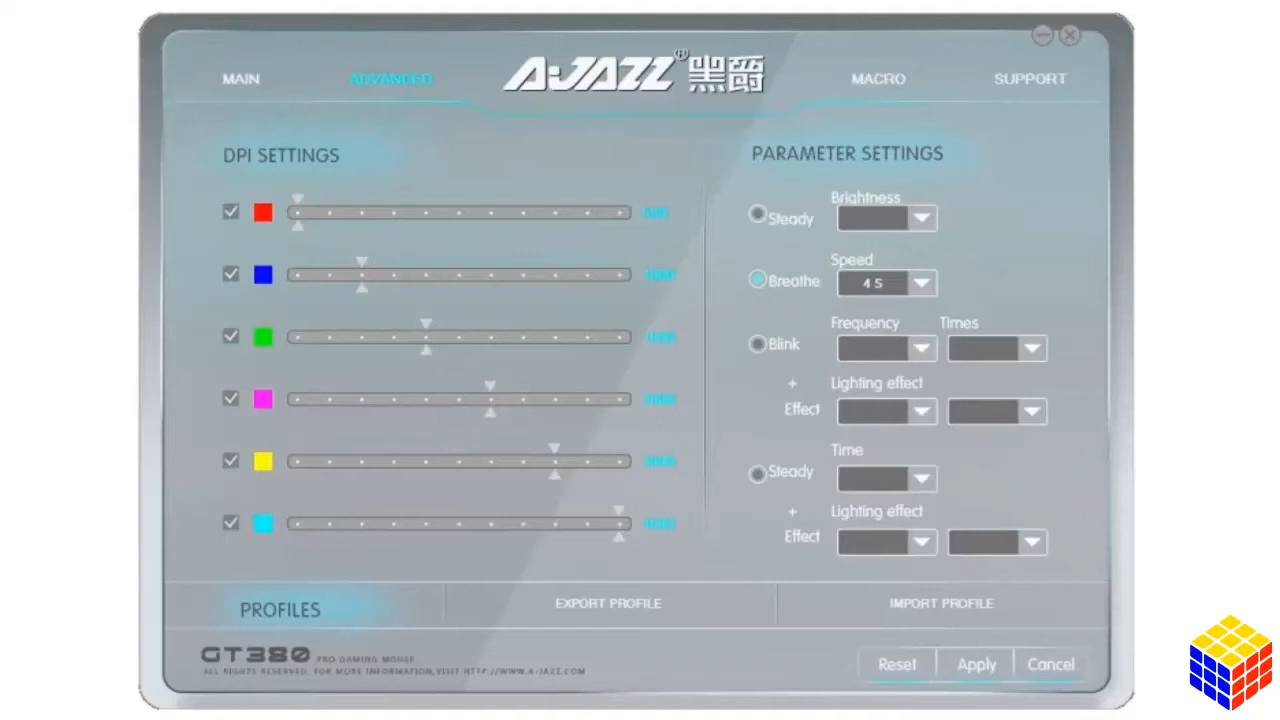 MAIN
ADVANCED
A-JAZZ® 黑爵
MACRO
SUPPORT
DPI SETTINGS
PARAMETER SETTINGS
Brightness
Steady
Speed
Breathe
4 S
Frequency
Times
Blink
+
Lighting effect
Effect
Time
Steady
+
Lighting effect
Effect
PROFILES
EXPORT PROFILE
IMPORT PROFILE
GT380 PRO GAMING MOUSE
ALL RIGHTS RESERVED, FOR MORE INFORMATION,VISIT HTTP://WWW.A-JAZZ.COM
Reset
Apply
Cancel